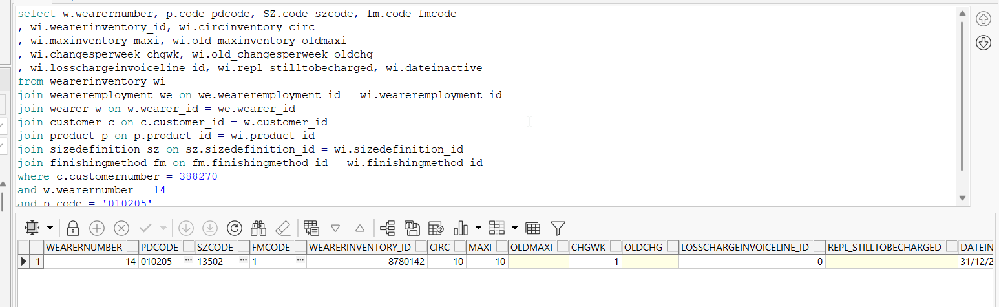 select w.wearernumber, p.code pdcode, SZ.code szcode, fm.code fmcode
, wi.wearerinventory_id, wi.circinventory circ
, wi.maxinventory maxi, wi.old_maxinventory oldmaxi
, wi.changesperweek chgwk, wi.old_changesperweek oldchg
, wi.losschargeinvoiceline_id, wi.repl_stilltobecharged, wi.dateinactive
from wearerinventory wi
join weareremployment we on we.weareremployment_id = wi.weareremployment_id
join wearer w on w.wearer_id = we.wearer_id
join customer c on c.customer_id = w.customer_id
join product p on p.product_id = wi.product_id
join sizedefinition sz on sz.sizedefinition_id = wi.sizedefinition_id
join finishingmethod fm on fm.finishingmethod_id = wi.finishingmethod_id
where c.customernumber = 388270
and w.wearernumber = 14
and p.code = '010205'
WEARERNUMBER PDCODE SZCODE FMCODE WEARERINVENTORY_ID CIRC MAXI OLDMAXI CHGWK OLDCHG LOSSCHARGEINVOICELINE_ID REPL_STILLTOBECHARGED DATEIN
1 14 010205 ... 13502 ... 1 ... 8780142 10 10 1 0 31/12/2